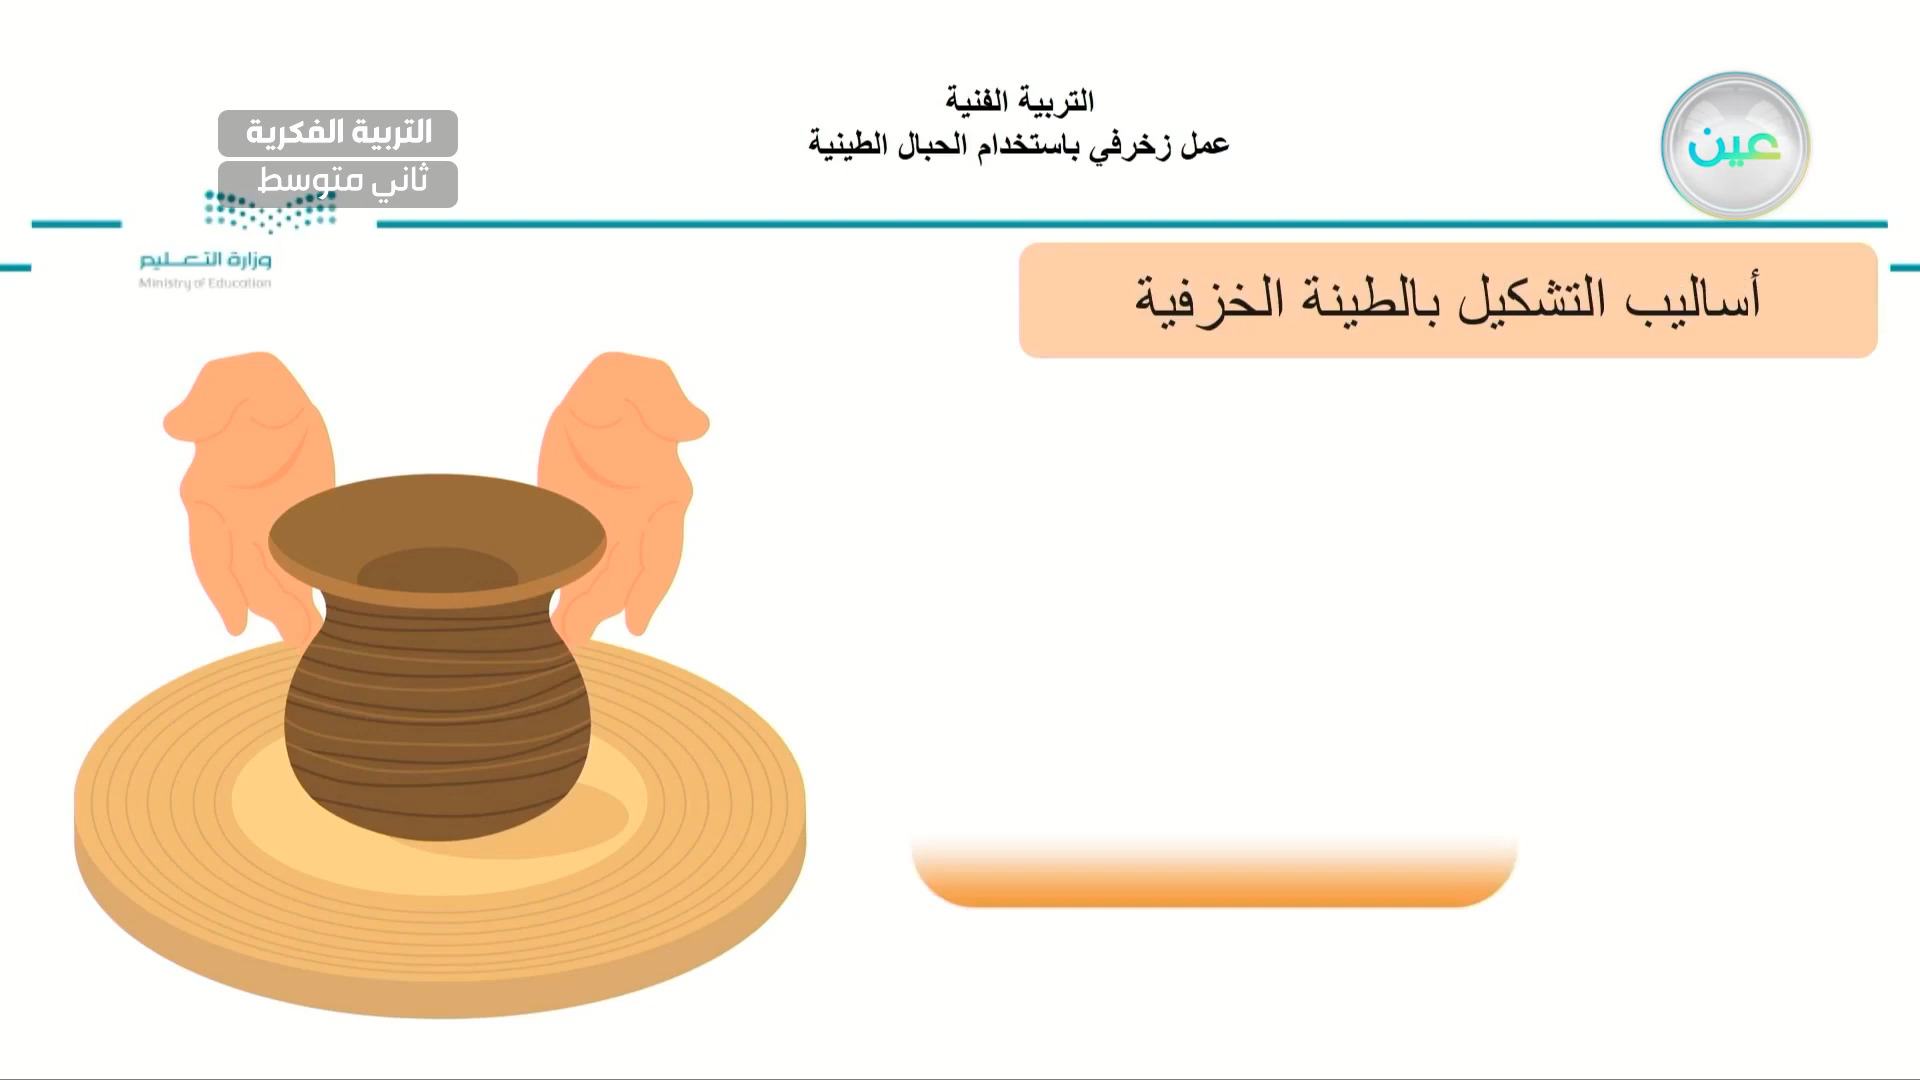 التربية الفنية
عمل زخرفي باستخدام الحبال الطينية
عين
التربية الفكرية
ثاني متوسط
وزارة التعليم
Ministry of Education
أساليب التشكيل بالطينة الخزفية